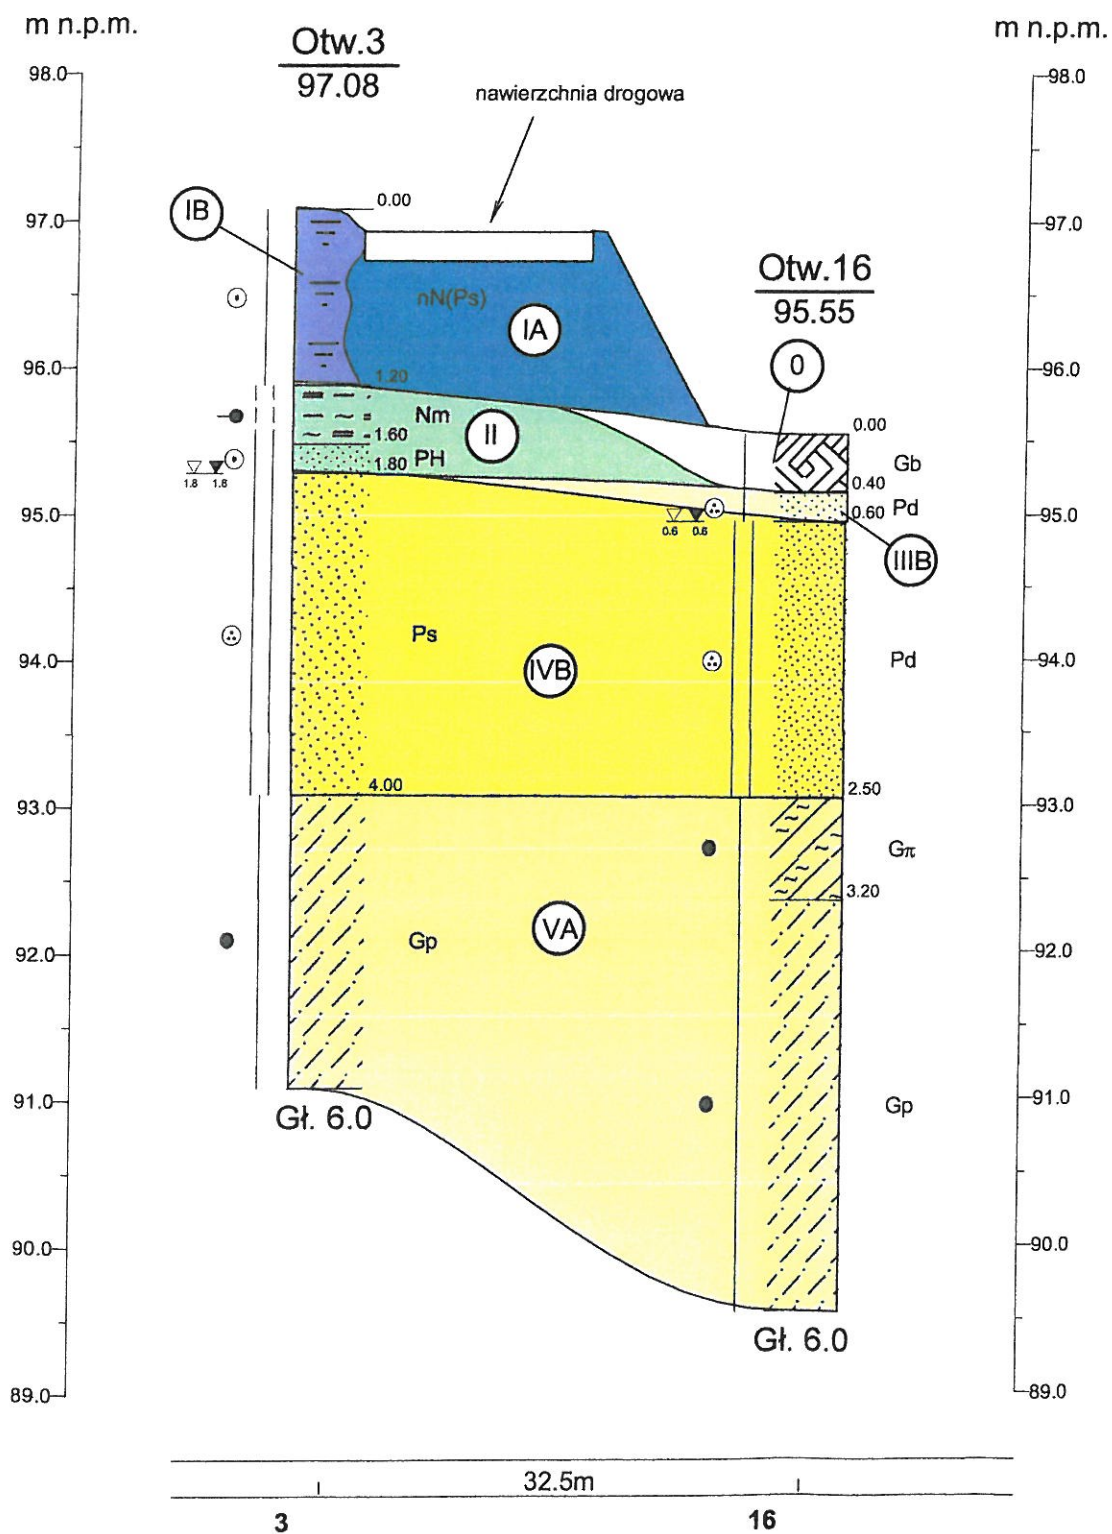 m n.p.m.
m n.p.m.
Otw.3
97.08
98.0
98.0
nawierzchnia drogowa
IB
0.00
97.0
97.0
Otw.16
95.55
nN(Ps)
IA
0
96.0
96.0
1.20
Nm
II
0.00
1.60
Gb
PH
1.80
0.40
1.8 1.8
Pd
0.60
95.0
95.0
0.6 0.6
IIIB
Ps
94.0
IVB
94.0
Pd
4.00
2.50
93.0
93.0
Gπ
3.20
VA
92.0
Gp
92.0
91.0
91.0
Gp
Gł. 6.0
90.0
90.0
Gł. 6.0
89.0
89.0
32.5m
3
16